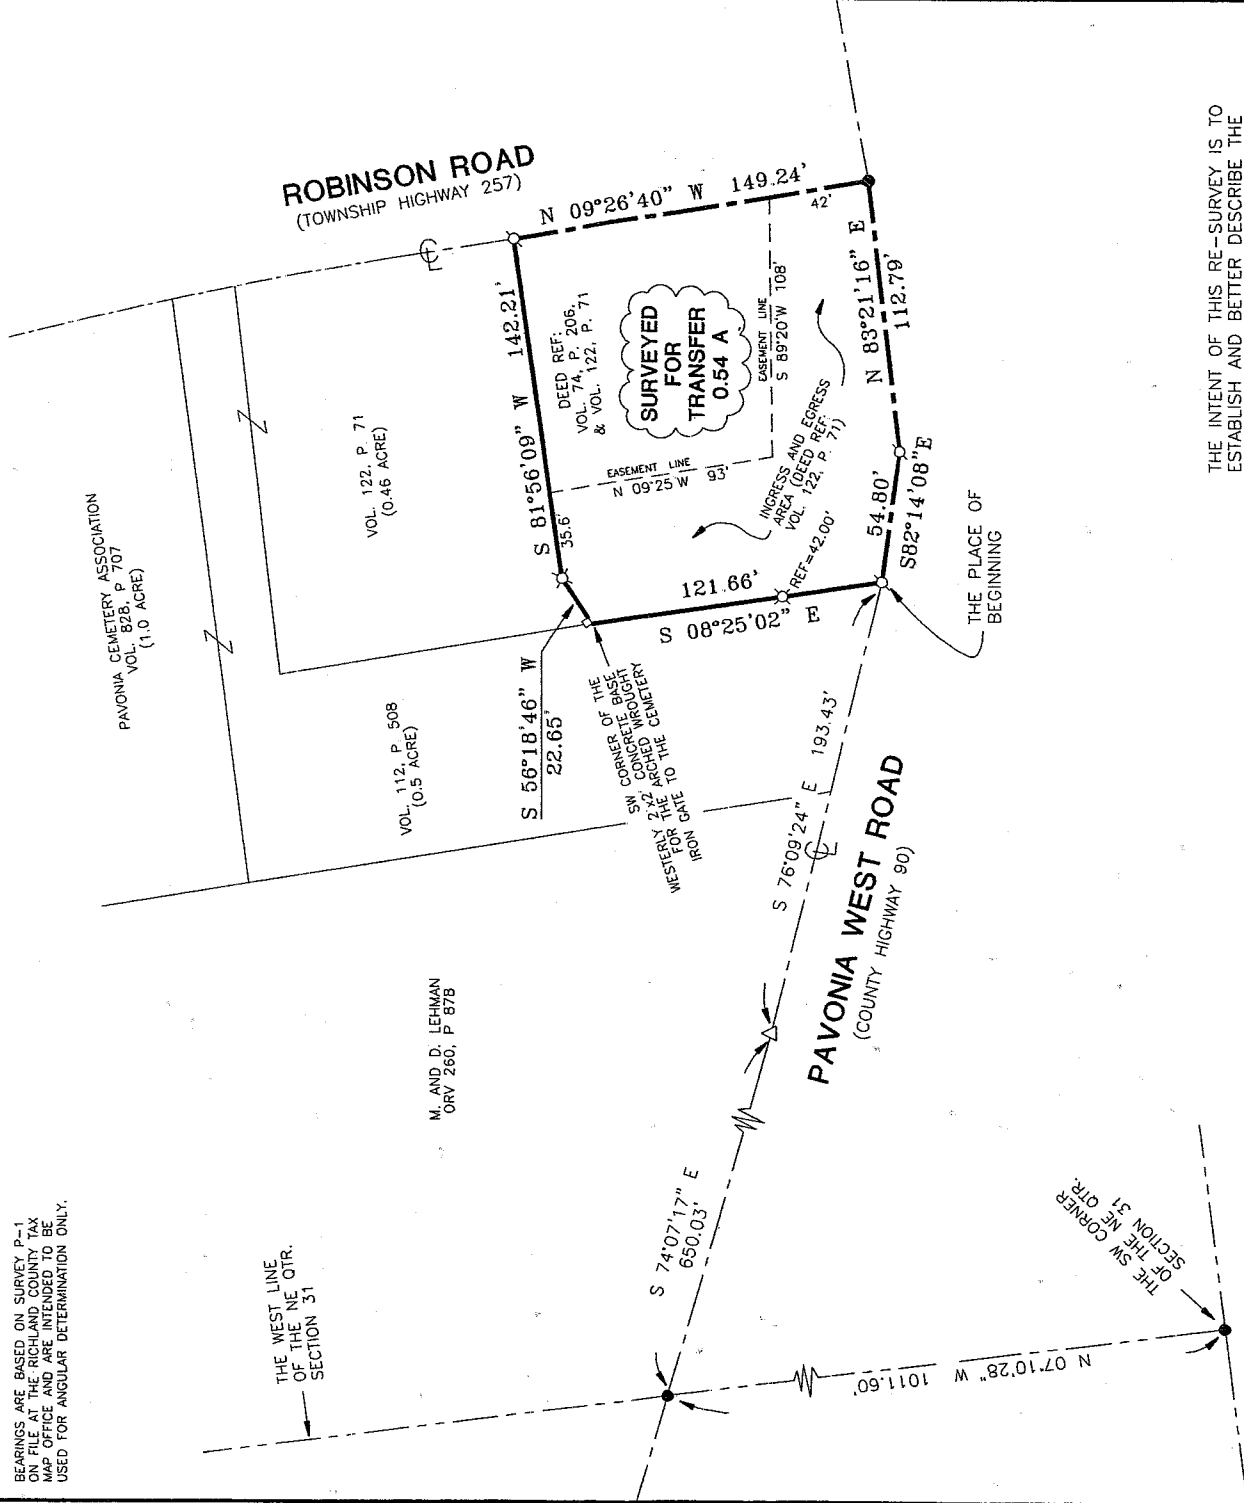 BEARINGS ARE BASED ON SURVEY P-1
ON FILE AT THE RICHLAND COUNTY TAX
MAP OFFICE AND ARE INTENDED TO BE
USED FOR ANGULAR DETERMINATION ONLY.
THE WEST LINE
OF THE NE QTR.
SECTION 31
PAVONIA CEMETERY ASSOCIATION
VOL. 828, P 707
(1.0 ACRE)
VOL. 112, P. 508
(0.5 ACRE)
VOL. 122, P. 71
(0.46 ACRE)
M. AND D. LEHMAN
ORV 260, P 878
ROBINSON ROAD
(TOWNSHIP HIGHWAY 257)
N 09°26'40" W 149.24'
42'
S 81°56'09" W 142.21'
35.6'
DEED REF:
VOL. 74, P. 206,
& VOL. 122, P. 71
SURVEYED
FOR
TRANSFER
0.54 A
EASEMENT LINE
S 89°20'W 108'
EASEMENT LINE
N 09°25'W 93'
INGRESS AND EGRESS
AREA (DEED REF:
VOL. 122, P. 71)
S 56°18'46" W
22.65'
SW CORNER OF THE
WESTERLY 2'x2' CONCRETE BASE
FOR THE ARCHED WROUGHT
IRON GATE TO THE CEMETERY
121.66'
S 08°25'02" E
REF=42.00'
N 83°21'16" E
112.79'
54.80'
S82°14'08"E
THE PLACE OF
BEGINNING
S 76°09'24" E 193.43'
PAVONIA WEST ROAD
(COUNTY HIGHWAY 90)
S 74°07'17" E
650.03'
N 07°10'28" W 1011.60'
THE SW CORNER
OF THE NE QTR.
SECTION 31
THE INTENT OF THIS RE-SURVEY IS TO
ESTABLISH AND BETTER DESCRIBE THE